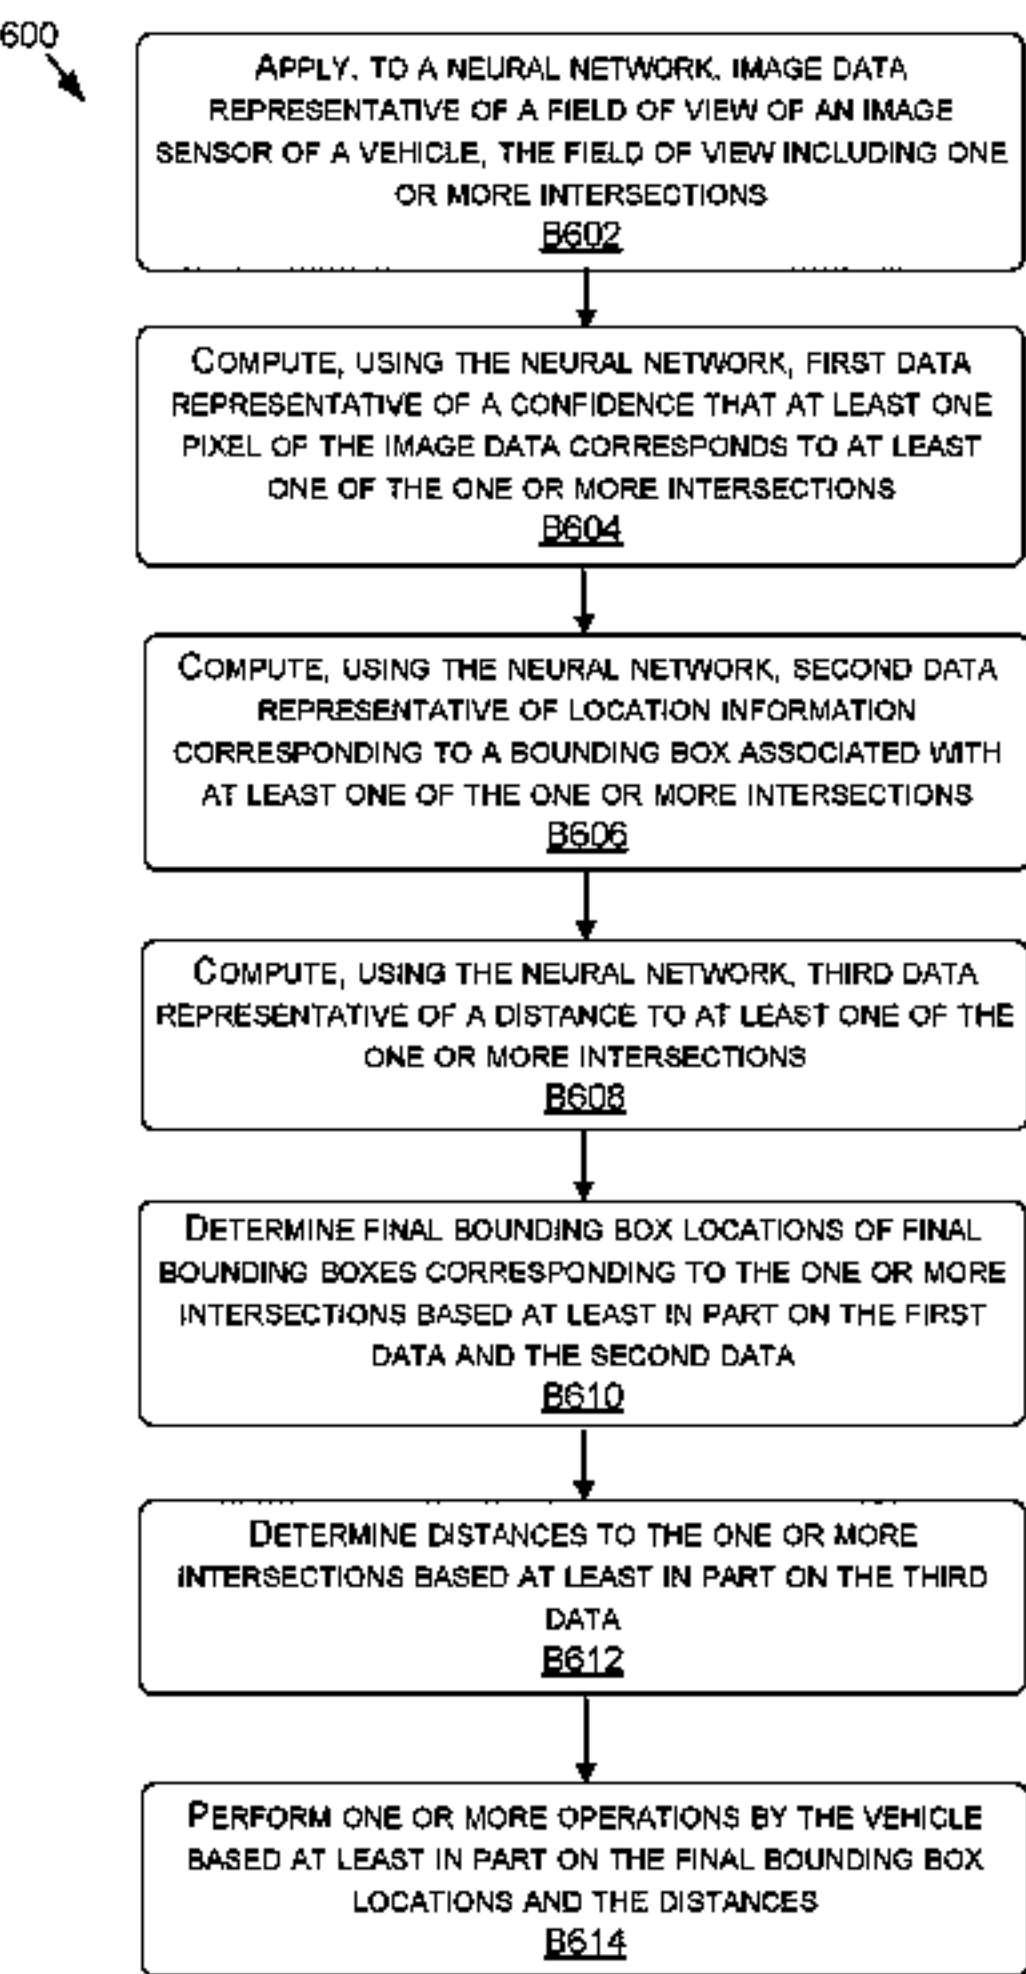 600
APPLY, TO A NEURAL NETWORK, IMAGE DATA
REPRESENTATIVE OF A FIELD OF VIEW OF AN IMAGE
SENSOR OF A VEHICLE, THE FIELD OF VIEW INCLUDING ONE
OR MORE INTERSECTIONS
B602
COMPUTE, USING THE NEURAL NETWORK, FIRST DATA
REPRESENTATIVE OF A CONFIDENCE THAT AT LEAST ONE
PIXEL OF THE IMAGE DATA CORRESPONDS TO AT LEAST
ONE OF THE ONE OR MORE INTERSECTIONS
B604
COMPUTE, USING THE NEURAL NETWORK, SECOND DATA
REPRESENTATIVE OF LOCATION INFORMATION
CORRESPONDING TO A BOUNDING BOX ASSOCIATED WITH
AT LEAST ONE OF THE ONE OR MORE INTERSECTIONS
B606
COMPUTE, USING THE NEURAL NETWORK, THIRD DATA
REPRESENTATIVE OF A DISTANCE TO AT LEAST ONE OF THE
ONE OR MORE INTERSECTIONS
B608
DETERMINE FINAL BOUNDING BOX LOCATIONS OF FINAL
BOUNDING BOXES CORRESPONDING TO THE ONE OR MORE
INTERSECTIONS BASED AT LEAST IN PART ON THE FIRST
DATA AND THE SECOND DATA
B610
DETERMINE DISTANCES TO THE ONE OR MORE
INTERSECTIONS BASED AT LEAST IN PART ON THE THIRD
DATA
B612
PERFORM ONE OR MORE OPERATIONS BY THE VEHICLE
BASED AT LEAST IN PART ON THE FINAL BOUNDING BOX
LOCATIONS AND THE DISTANCES
B614